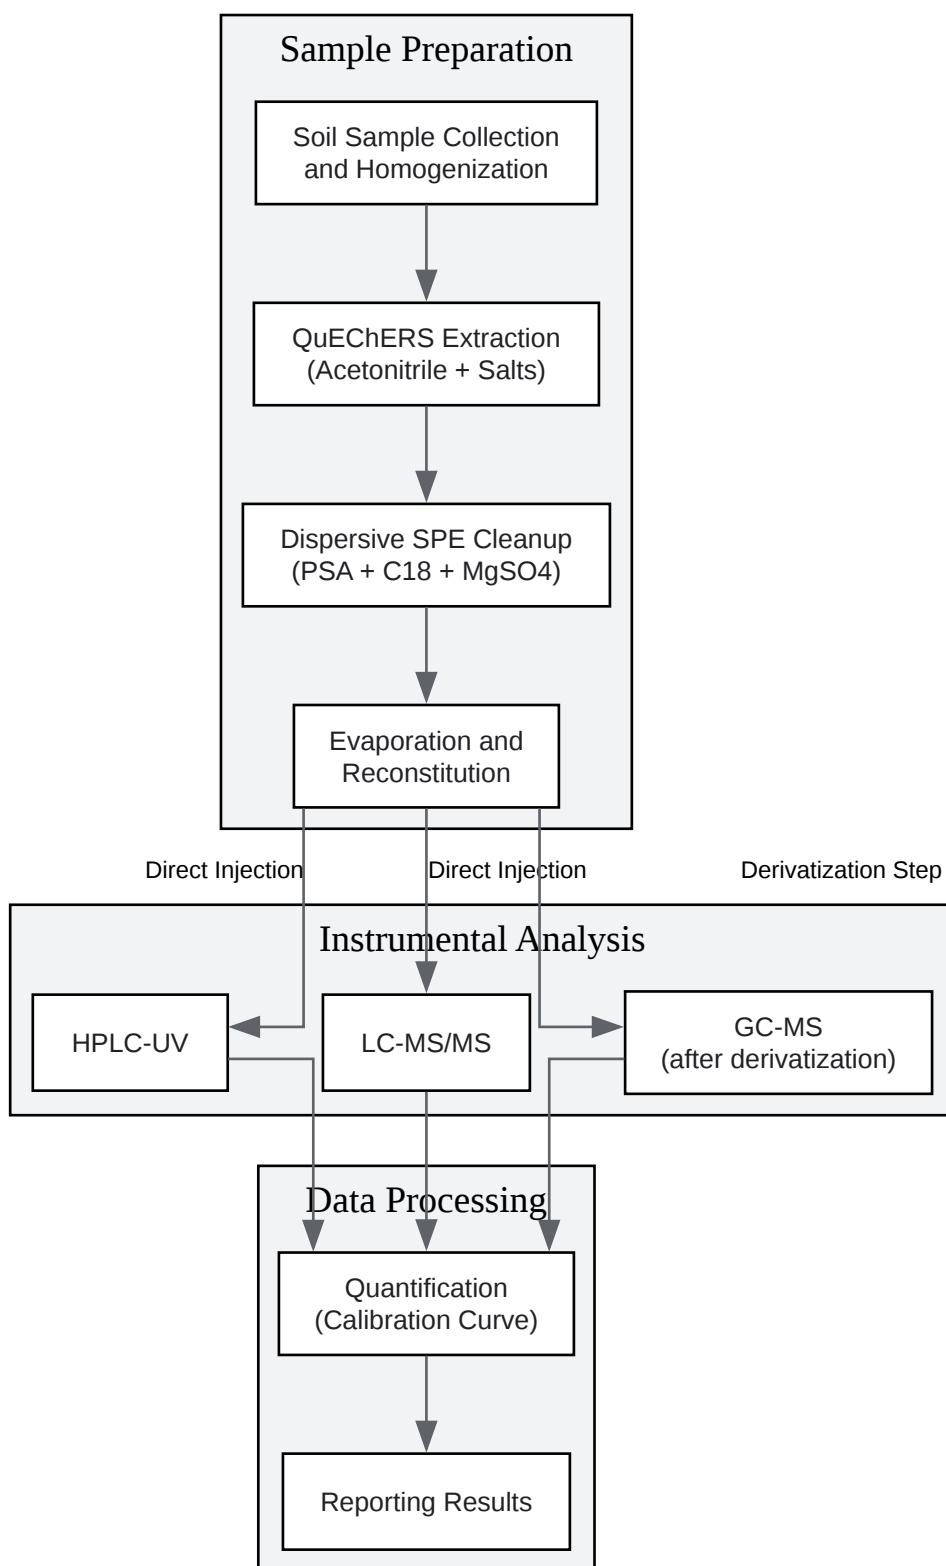 Sample Preparation
Soil Sample Collection
and Homogenization
QuEChERS Extraction
(Acetonitrile + Salts)
Dispersive SPE Cleanup
(PSA + C18 + MgSO4)
Evaporation and
Reconstitution
Direct Injection
Direct Injection
Derivatization Step
Instrumental Analysis
HPLC-UV
LC-MS/MS
GC-MS
(after derivatization)
Data Processing
Quantification
(Calibration Curve)
Reporting Results